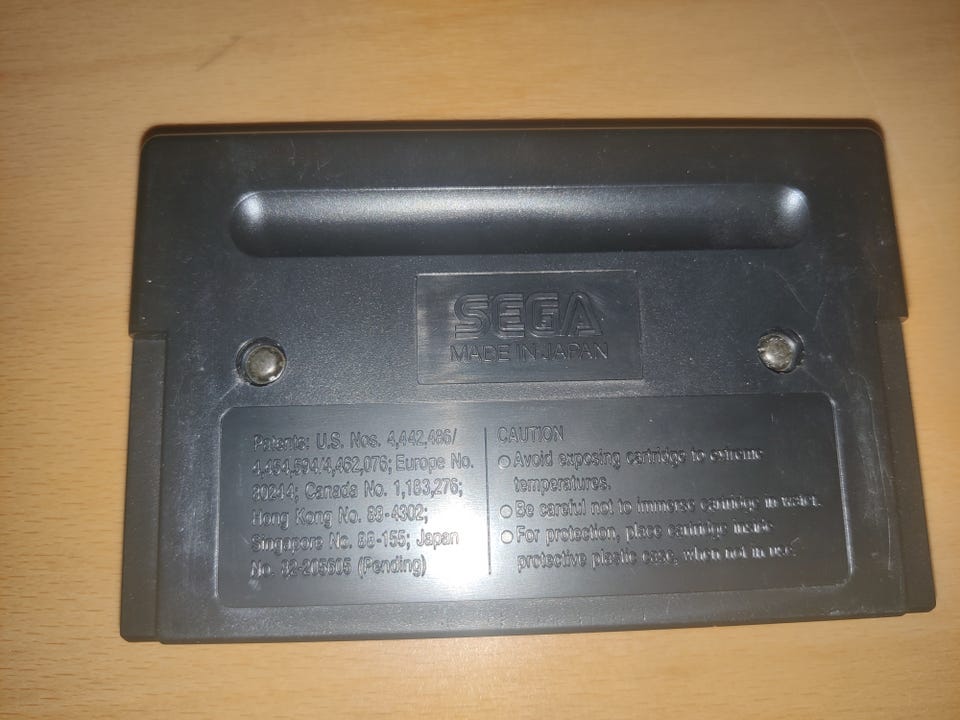 SEGA
MADE IN JAPAN
Patents: U.S. Nos. 4,442,486/
4,454,594/4,462,076; Europe No.
80244; Canada No. 1,183,276;
Hong Kong No. 88-4302;
Singapore No. 88-155; Japan
No. 82-205605 (Pending)
CAUTION
Avoid exposing cartridge to extreme
temperatures.
Be careful not to immerse cartridge in water.
For protection, place cartridge inside
protective plastic case, when not in use.